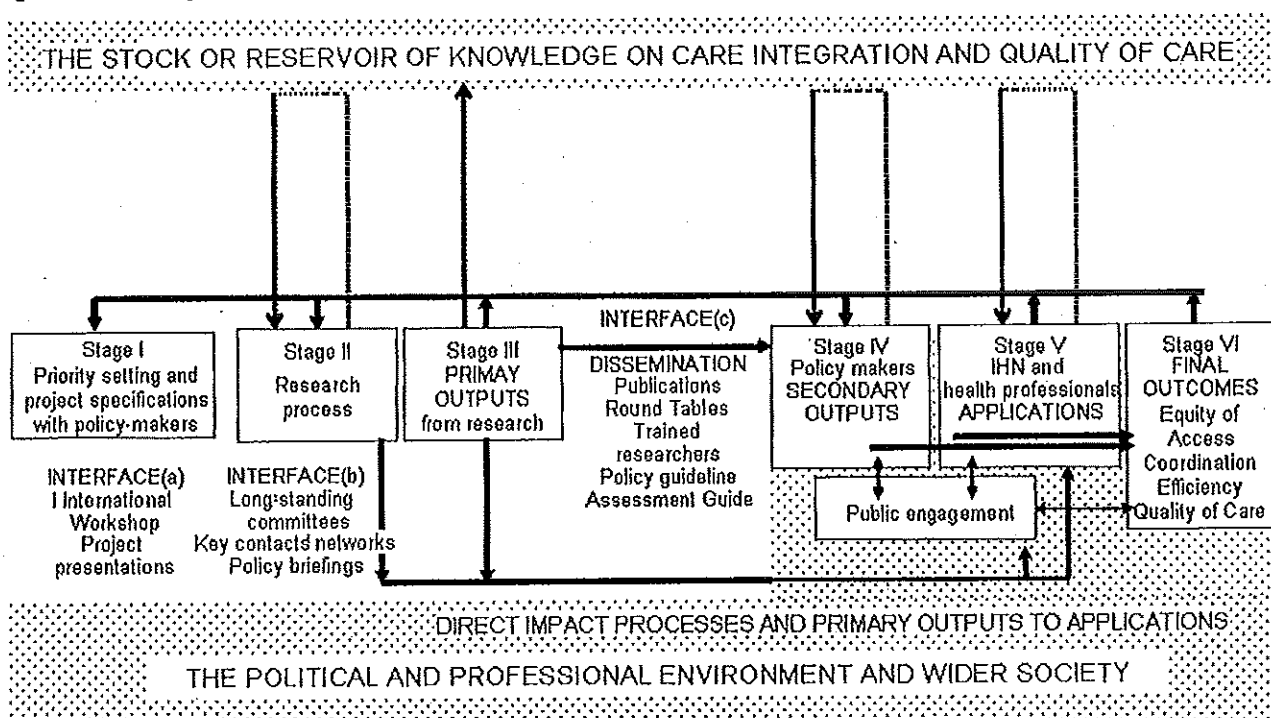 THE STOCK OR RESERVOIR OF KNOWLEDGE ON CARE INTEGRATION AND QUALITY OF CARE
Stage I
Priority setting and
project specifications
with policy-makers
INTERFACE(a)
I International
Workshop
Project
presentations
Stage II
Research
process
INTERFACE(b)
Long-standing
committees
Key contacts networks
Policy briefings
Stage III
PRIMAY
OUTPUTS
from research
INTERFACE(c)
DISSEMINATION
Publications
Round Tables
Trained
researchers
Policy guideline
Assessment Guide
Stage IV
Policy makers
SECONDARY
OUTPUTS
Stage V
IHN and
health professionals
APPLICATIONS
Public engagement
Stage VI
FINAL
OUTCOMES
Equity of
Access
Coordination
Efficiency
Quality of Care
DIRECT IMPACT PROCESSES AND PRIMARY OUTPUTS TO APPLICATIONS
THE POLITICAL AND PROFESSIONAL ENVIRONMENT AND WIDER SOCIETY